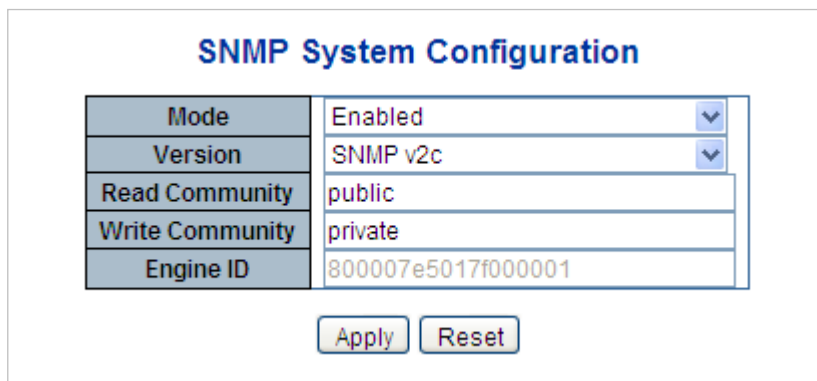 SNMP System Configuration
Mode Enabled
Version SNMP v2c
Read Community public
Write Community private
Engine ID 800007e5017f000001
Apply Reset